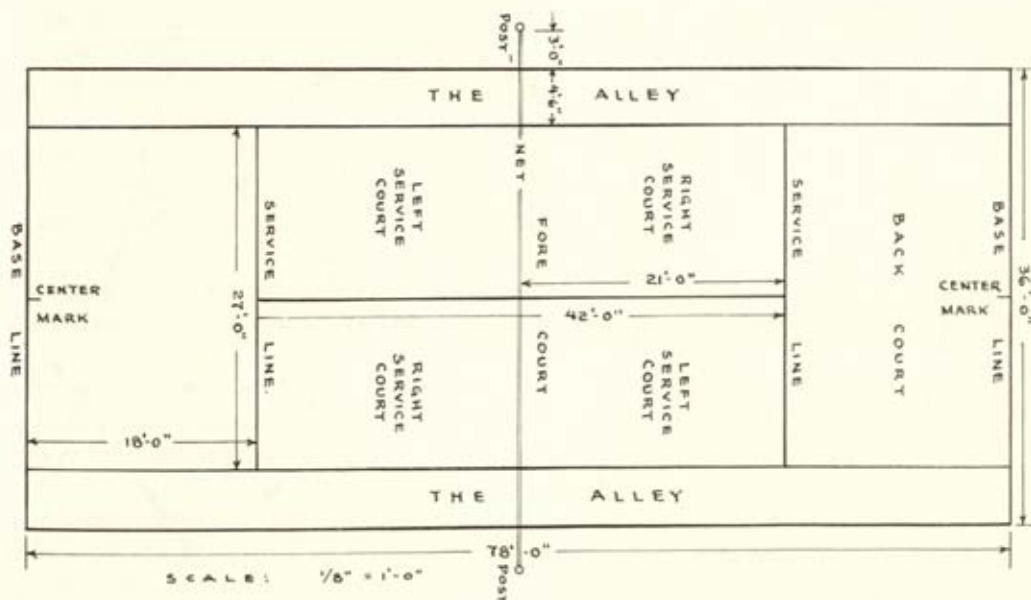 POST
3'-0"
4'-6"
THE ALLEY
BASE LINE
CENTER
MARK
27'-0"
18'-0"
SERVICE LINE.
LEFT
SERVICE
COURT
RIGHT
SERVICE
COURT
NET
FORE COURT
RIGHT
SERVICE
COURT
21'-0"
42'-0"
LEFT
SERVICE
COURT
SERVICE LINE
BACK COURT
BASE LINE
CENTER
MARK
36'-0"
THE ALLEY
78'-0"
SCALE: 1/8" = 1'-0"
POST